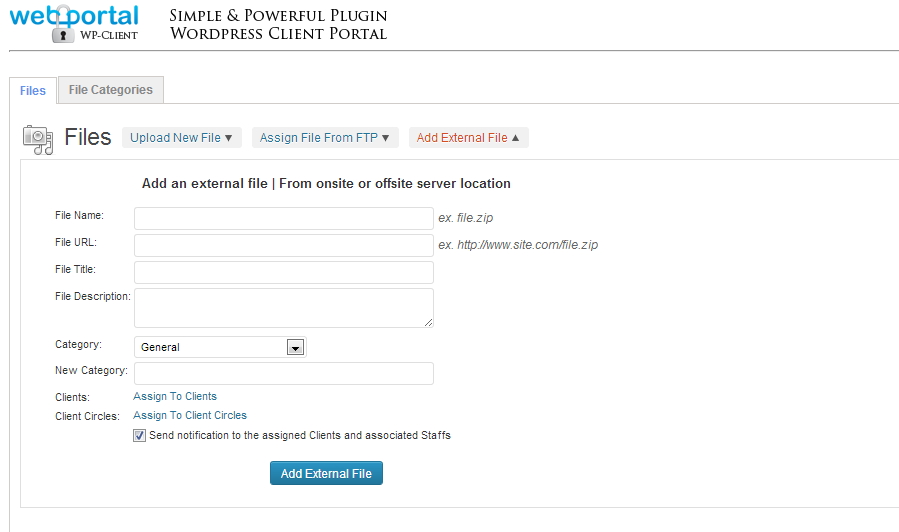 web portal
WP-CLIENT
SIMPLE & POWERFUL PLUGIN
WORDPRESS CLIENT PORTAL
Files
File Categories
Files
Upload New File ▼
Assign File From FTP ▼
Add External File ▲
Add an external file | From onsite or offsite server location
File Name:
ex. file.zip
File URL:
ex. http://www.site.com/file.zip
File Title:
File Description:
Category:
General
New Category:
Clients:
Assign To Clients
Client Circles:
Assign To Client Circles
Send notification to the assigned Clients and associated Staffs
Add External File